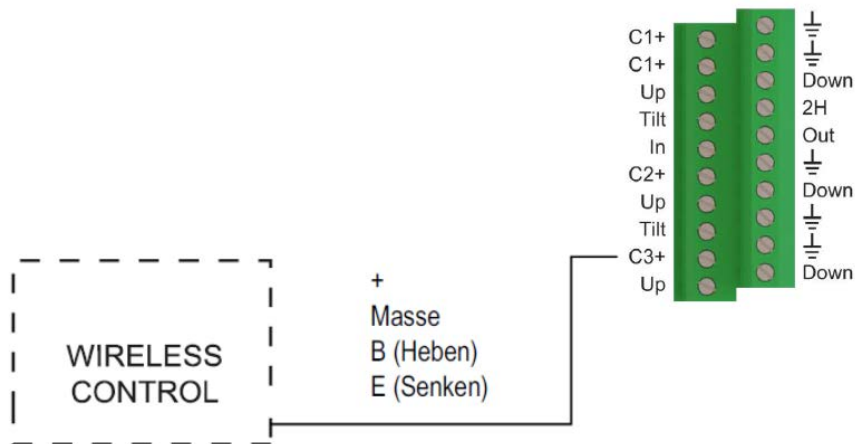 C1+
C1+
Up
Tilt
In
C2+
Up
Tilt
C3+
Up
Down
2H
Out
Down
Down
+
Masse
B (Heben)
E (Senken)
WIRELESS
CONTROL